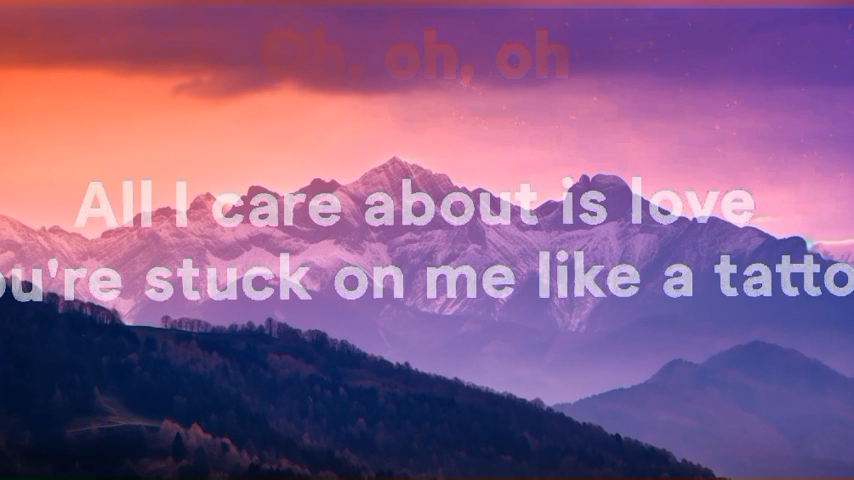 Oh, oh, oh
All I care about is love
ou're stuck on me like a tatto